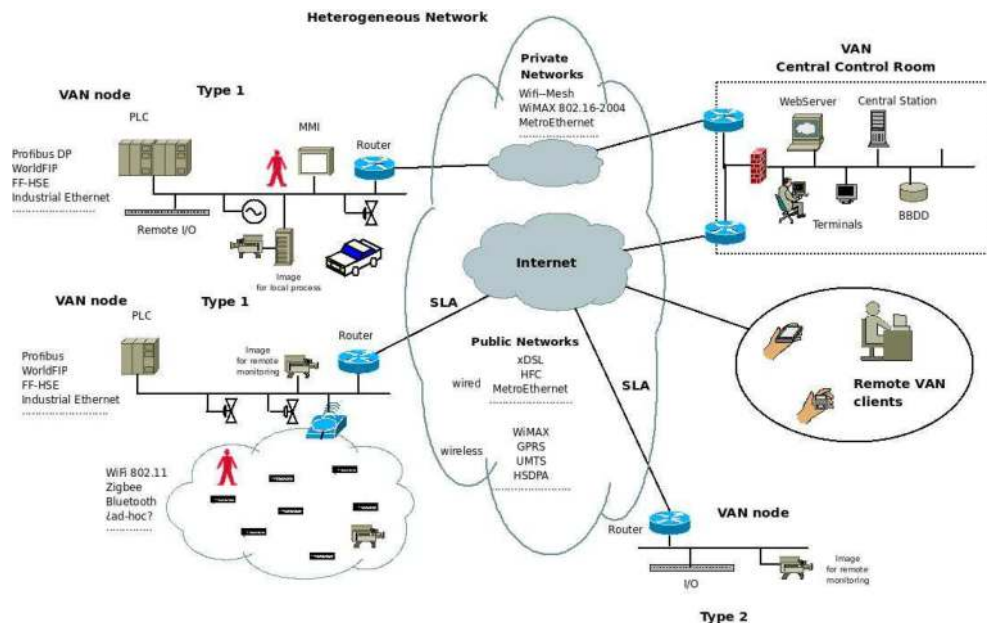 Heterogeneous Network
VAN node
Type 1
PLC
MMI
Router
Profibus DP
WorldFIP
FF-HSE
Industrial Ethernet
..................
Remote I/O
Image
for local process
Private
Networks
Wifi--Mesh
WiMAX 802.16-2004
MetroEthernet
..................
VAN
Central Control Room
WebServer
Central Station
Terminals
BBDD
Internet
SLA
SLA
VAN node
Type 1
PLC
Router
Image
for remote
monitoring
Profibus
WorldFIP
FF-HSE
Industrial Ethernet
..................
WiFi 802.11
Zigbee
Bluetooth
¿ad-hoc?
..................
Public Networks
wired
xDSL
HFC
MetroEthernet
..................
wireless
WiMAX
GPRS
UMTS
HSDPA
..................
Remote VAN
clients
Router
VAN node
I/O
Image
for remote
monitoring
Type 2